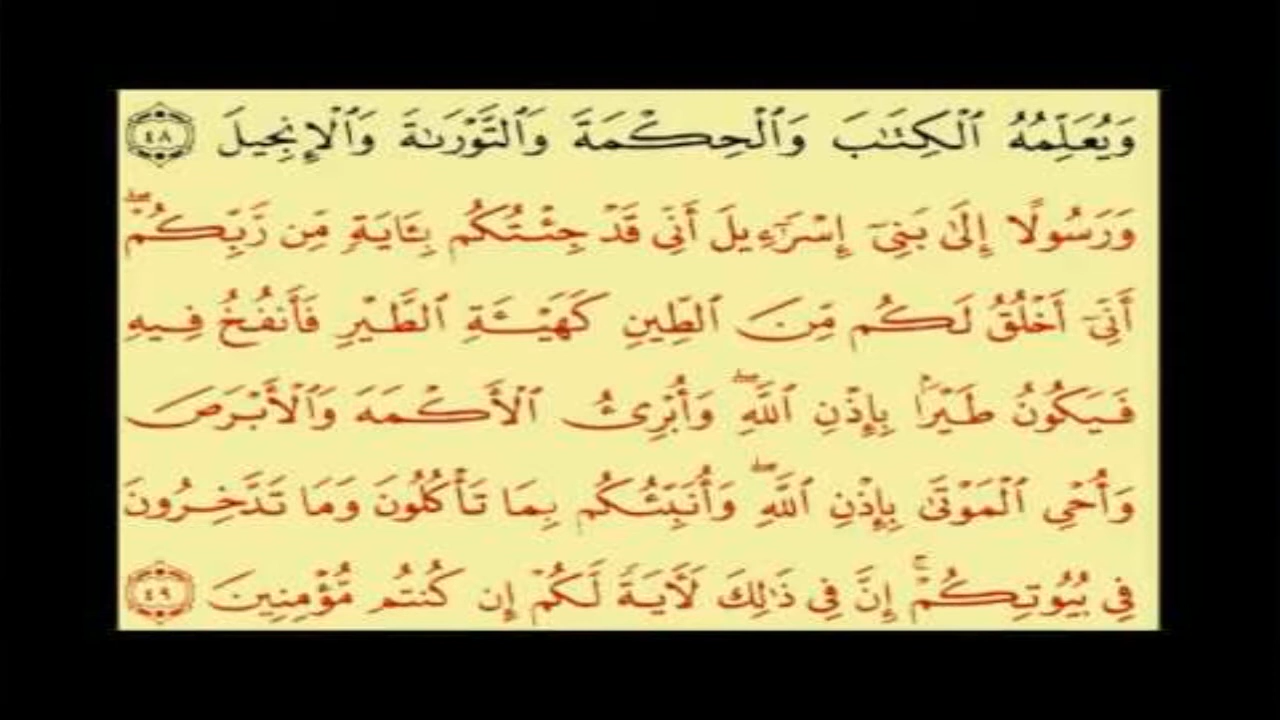 وَيُعَلِّمُهُ ٱلْكِتَٰبَ وَٱلْحِكْمَةَ وَٱلتَّوْرَىٰةَ وَٱلْإِنجِيلَ ٤٨
وَرَسُولًا إِلَىٰ بَنِىٓ إِسْرَٰٓءِيلَ أَنِّى قَدْ جِئْتُكُم بِـَٔايَةٍ مِّن رَّبِّكُمْ ۖ
أَنِّىٓ أَخْلُقُ لَكُم مِّنَ ٱلطِّينِ كَهَيْـَٔةِ ٱلطَّيْرِ فَأَنفُخُ فِيهِ
فَيَكُونُ طَيْرًۢا بِإِذْنِ ٱللَّهِ ۖ وَأُبْرِئُ ٱلْأَكْمَهَ وَٱلْأَبْرَصَ
وَأُحْىِ ٱلْمَوْتَىٰ بِإِذْنِ ٱللَّهِ ۖ وَأُنَبِّئُكُم بِمَا تَأْكُلُونَ وَمَا تَدَّخِرُونَ
فِى بُيُوتِكُمْ ۚ إِنَّ فِى ذَٰلِكَ لَـَٔايَةً لَّكُمْ إِن كُنتُم مُّؤْمِنِينَ ٤٩